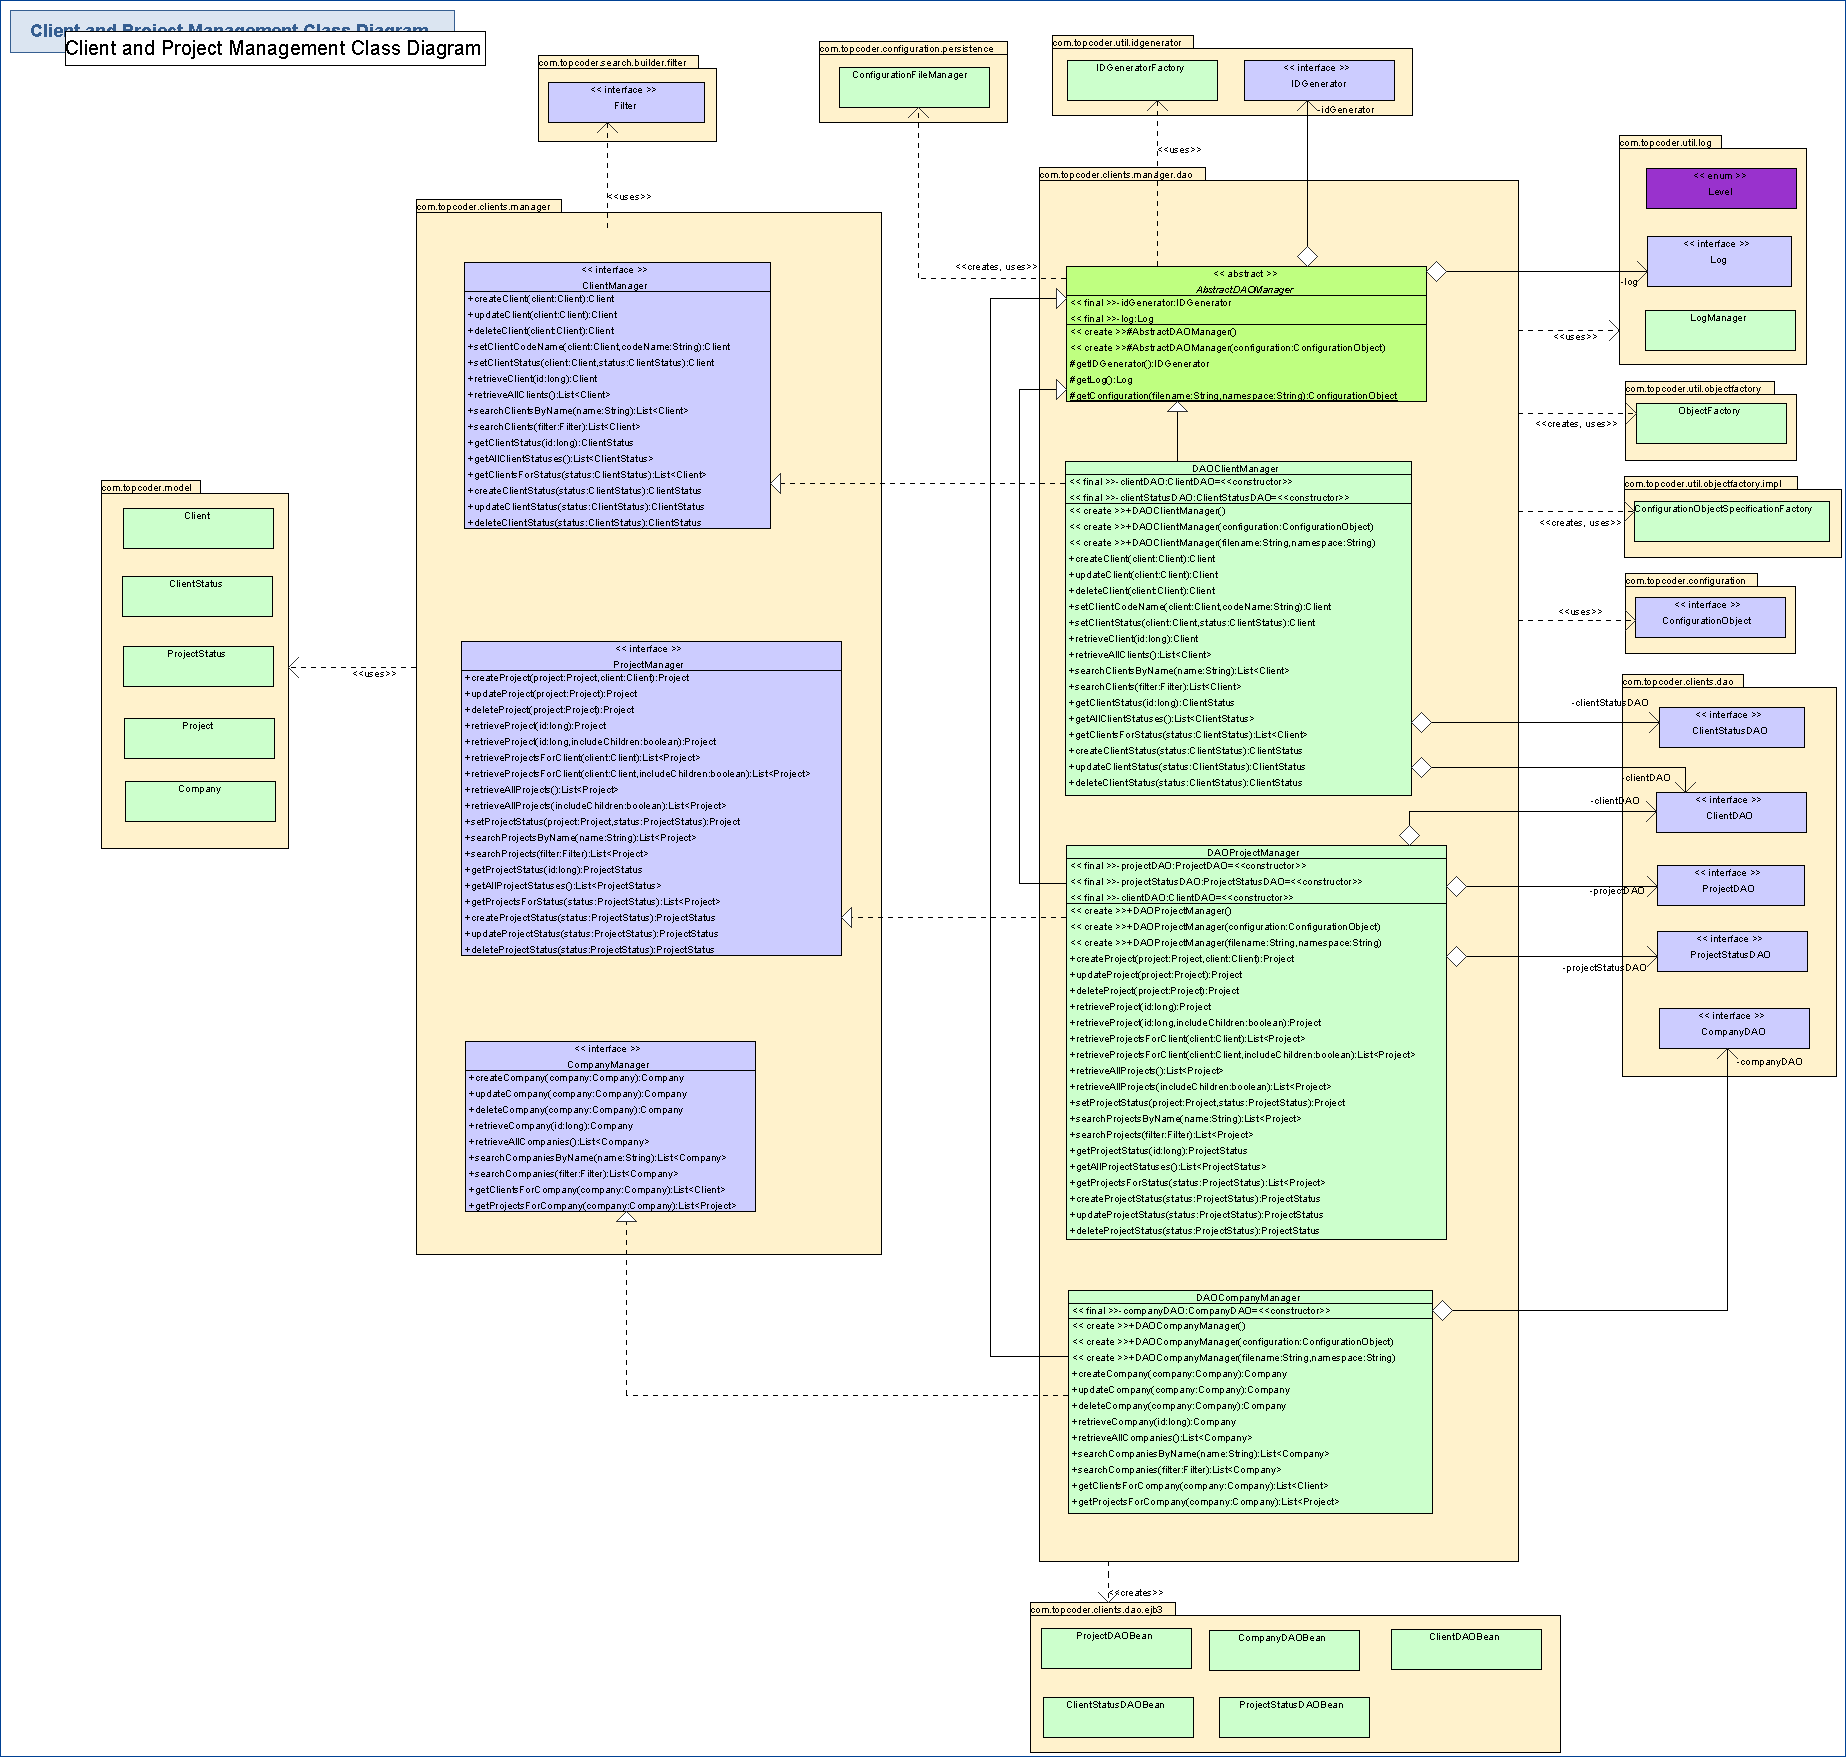 Client and Project Management Class Diagram
Client and Project Management Class Diagram
com.topcoder.search.builder.filter
<< interface >>
Filter
<<uses>>
com.topcoder.configuration.persistence
ConfigurationFileManager
<<creates, uses>>
com.topcoder.util.idgenerator
IDGeneratorFactory
<< interface >>
IDGenerator
-idGenerator
<<uses>>
com.topcoder.util.log
<< enum >>
Level
<< interface >>
Log
-log
LogManager
<<uses>>
com.topcoder.util.objectfactory
ObjectFactory
<<creates, uses>>
com.topcoder.util.objectfactory.impl
ConfigurationObjectSpecificationFactory
<<creates, uses>>
com.topcoder.configuration
<< interface >>
ConfigurationObject
<<uses>>
com.topcoder.model
Client
ClientStatus
ProjectStatus
Project
Company
<<uses>>
com.topcoder.clients.manager
<< interface >>
ClientManager
+createClient(client:Client):Client
+updateClient(client:Client):Client
+deleteClient(client:Client):Client
+setClientCodeName(client:Client,codeName:String):Client
+setClientStatus(client:Client,status:ClientStatus):Client
+retrieveClient(id:long):Client
+retrieveAllClients():List<Client>
+searchClientsByName(name:String):List<Client>
+searchClients(filter:Filter):List<Client>
+getClientStatus(id:long):ClientStatus
+getAllClientStatuses():List<ClientStatus>
+getClientsForStatus(status:ClientStatus):List<Client>
+createClientStatus(status:ClientStatus):ClientStatus
+updateClientStatus(status:ClientStatus):ClientStatus
+deleteClientStatus(status:ClientStatus):ClientStatus
<< interface >>
ProjectManager
+createProject(project:Project,client:Client):Project
+updateProject(project:Project):Project
+deleteProject(project:Project):Project
+retrieveProject(id:long):Project
+retrieveProject(id:long,includeChildren:boolean):Project
+retrieveProjectsForClient(client:Client):List<Project>
+retrieveProjectsForClient(client:Client,includeChildren:boolean):List<Project>
+retrieveAllProjects():List<Project>
+retrieveAllProjects(includeChildren:boolean):List<Project>
+setProjectStatus(project:Project,status:ProjectStatus):Project
+searchProjectsByName(name:String):List<Project>
+searchProjects(filter:Filter):List<Project>
+getProjectStatus(id:long):ProjectStatus
+getAllProjectStatuses():List<ProjectStatus>
+getProjectsForStatus(status:ProjectStatus):List<Project>
+createProjectStatus(status:ProjectStatus):ProjectStatus
+updateProjectStatus(status:ProjectStatus):ProjectStatus
+deleteProjectStatus(status:ProjectStatus):ProjectStatus
<< interface >>
CompanyManager
+createCompany(company:Company):Company
+updateCompany(company:Company):Company
+deleteCompany(company:Company):Company
+retrieveCompany(id:long):Company
+retrieveAllCompanies():List<Company>
+searchCompaniesByName(name:String):List<Company>
+searchCompanies(filter:Filter):List<Company>
+getClientsForCompany(company:Company):List<Client>
+getProjectsForCompany(company:Company):List<Project>
com.topcoder.clients.manager.dao
<< abstract >>
AbstractDAOManager
<< final >>-idGenerator:IDGenerator
<< final >>-log:Log
<< create >>#AbstractDAOManager()
<< create >>#AbstractDAOManager(configuration:ConfigurationObject)
#getIDGenerator():IDGenerator
#getLog():Log
#getConfiguration(filename:String,namespace:String):ConfigurationObject
DAOClientManager
<< final >>-clientDAO:ClientDAO=<<constructor>>
<< final >>-clientStatusDAO:ClientStatusDAO=<<constructor>>
<< create >>+DAOClientManager()
<< create >>+DAOClientManager(configuration:ConfigurationObject)
<< create >>+DAOClientManager(filename:String,namespace:String)
+createClient(client:Client):Client
+updateClient(client:Client):Client
+deleteClient(client:Client):Client
+setClientCodeName(client:Client,codeName:String):Client
+setClientStatus(client:Client,status:ClientStatus):Client
+retrieveClient(id:long):Client
+retrieveAllClients():List<Client>
+searchClientsByName(name:String):List<Client>
+searchClients(filter:Filter):List<Client>
+getClientStatus(id:long):ClientStatus
+getAllClientStatuses():List<ClientStatus>
+getClientsForStatus(status:ClientStatus):List<Client>
+createClientStatus(status:ClientStatus):ClientStatus
+updateClientStatus(status:ClientStatus):ClientStatus
+deleteClientStatus(status:ClientStatus):ClientStatus
DAOProjectManager
<< final >>-projectDAO:ProjectDAO=<<constructor>>
<< final >>-projectStatusDAO:ProjectStatusDAO=<<constructor>>
<< final >>-clientDAO:ClientDAO=<<constructor>>
<< create >>+DAOProjectManager()
<< create >>+DAOProjectManager(configuration:ConfigurationObject)
<< create >>+DAOProjectManager(filename:String,namespace:String)
+createProject(project:Project,client:Client):Project
+updateProject(project:Project):Project
+deleteProject(project:Project):Project
+retrieveProject(id:long):Project
+retrieveProject(id:long,includeChildren:boolean):Project
+retrieveProjectsForClient(client:Client):List<Project>
+retrieveProjectsForClient(client:Client,includeChildren:boolean):List<Project>
+retrieveAllProjects():List<Project>
+retrieveAllProjects(includeChildren:boolean):List<Project>
+setProjectStatus(project:Project,status:ProjectStatus):Project
+searchProjectsByName(name:String):List<Project>
+searchProjects(filter:Filter):List<Project>
+getProjectStatus(id:long):ProjectStatus
+getAllProjectStatuses():List<ProjectStatus>
+getProjectsForStatus(status:ProjectStatus):List<Project>
+createProjectStatus(status:ProjectStatus):ProjectStatus
+updateProjectStatus(status:ProjectStatus):ProjectStatus
+deleteProjectStatus(status:ProjectStatus):ProjectStatus
DAOCompanyManager
<< final >>-companyDAO:CompanyDAO=<<constructor>>
<< create >>+DAOCompanyManager()
<< create >>+DAOCompanyManager(configuration:ConfigurationObject)
<< create >>+DAOCompanyManager(filename:String,namespace:String)
+createCompany(company:Company):Company
+updateCompany(company:Company):Company
+deleteCompany(company:Company):Company
+retrieveCompany(id:long):Company
+retrieveAllCompanies():List<Company>
+searchCompaniesByName(name:String):List<Company>
+searchCompanies(filter:Filter):List<Company>
+getClientsForCompany(company:Company):List<Client>
+getProjectsForCompany(company:Company):List<Project>
com.topcoder.clients.dao
-clientStatusDAO
<< interface >>
ClientStatusDAO
-clientDAO
-clientDAO
<< interface >>
ClientDAO
<< interface >>
ProjectDAO
-projectDAO
<< interface >>
ProjectStatusDAO
-projectStatusDAO
<< interface >>
CompanyDAO
-companyDAO
<<creates>>
com.topcoder.clients.dao.ejb3
ProjectDAOBean
CompanyDAOBean
ClientDAOBean
ClientStatusDAOBean
ProjectStatusDAOBean